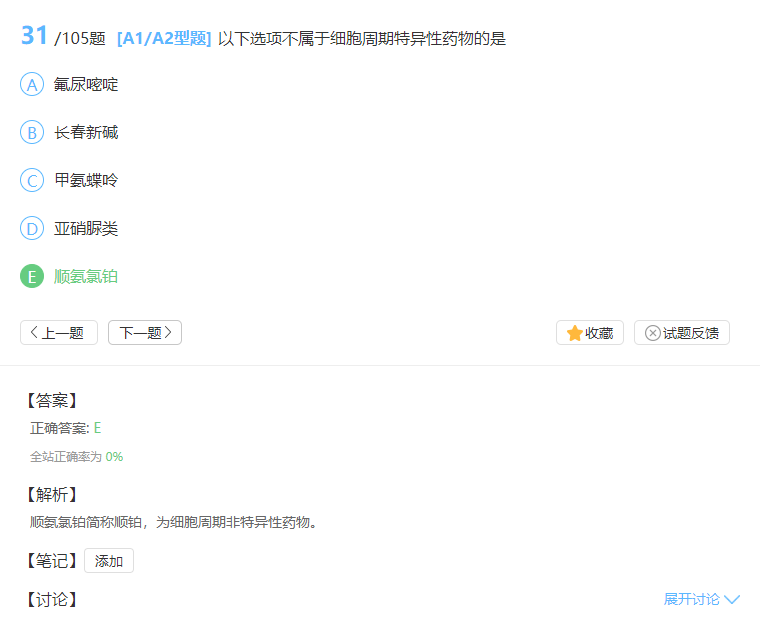 31 /105题 [A1/A2型题] 以下选项不属于细胞周期特异性药物的是
A 氟尿嘧啶
B 长春新碱
C 甲氨蝶呤
D 亚硝脲类
E 顺氨氯铂
上一题 下一题 收藏 试题反馈
【答案】
正确答案: E
全站正确率为 0%
【解析】
顺氨氯铂简称顺铂，为细胞周期非特异性药物。
【笔记】 添加
【讨论】 展开讨论